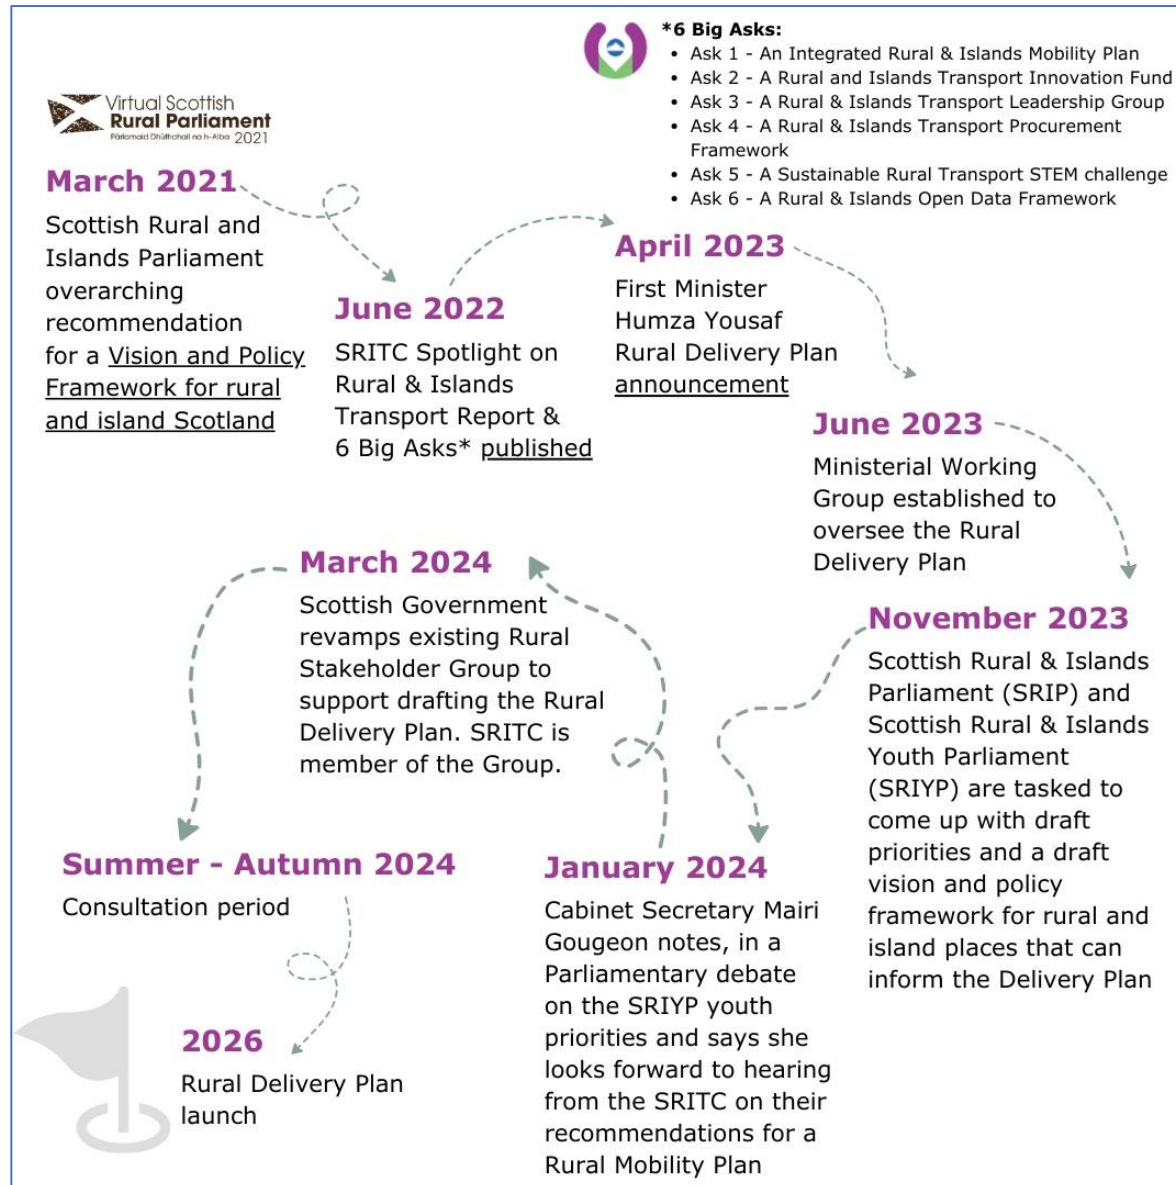 *6 Big Asks:
• Ask 1 - An Integrated Rural & Islands Mobility Plan
• Ask 2 - A Rural and Islands Transport Innovation Fund
• Ask 3 - A Rural & Islands Transport Leadership Group
• Ask 4 - A Rural & Islands Transport Procurement
Framework
• Ask 5 - A Sustainable Rural Transport STEM challenge
• Ask 6 - A Rural & Islands Open Data Framework
Virtual Scottish
Rural Parliament
Pàrlamaid Dhùthchail na h-Alba 2021
March 2021
Scottish Rural and
Islands Parliament
overarching
recommendation
for a Vision and Policy
Framework for rural
and island Scotland
June 2022
SRITC Spotlight on
Rural & Islands
Transport Report &
6 Big Asks* published
April 2023
First Minister
Humza Yousaf
Rural Delivery Plan
announcement
June 2023
Ministerial Working
Group established to
oversee the Rural
Delivery Plan
November 2023
Scottish Rural & Islands
Parliament (SRIP) and
Scottish Rural & Islands
Youth Parliament
(SRIYP) are tasked to
come up with draft
priorities and a draft
vision and policy
framework for rural and
island places that can
inform the Delivery Plan
January 2024
Cabinet Secretary Mairi
Gougeon notes, in a
Parliamentary debate
on the SRIYP youth
priorities and says she
looks forward to hearing
from the SRITC on their
recommendations for a
Rural Mobility Plan
March 2024
Scottish Government
revamps existing Rural
Stakeholder Group to
support drafting the Rural
Delivery Plan. SRITC is
member of the Group.
Summer - Autumn 2024
Consultation period
2026
Rural Delivery Plan
launch